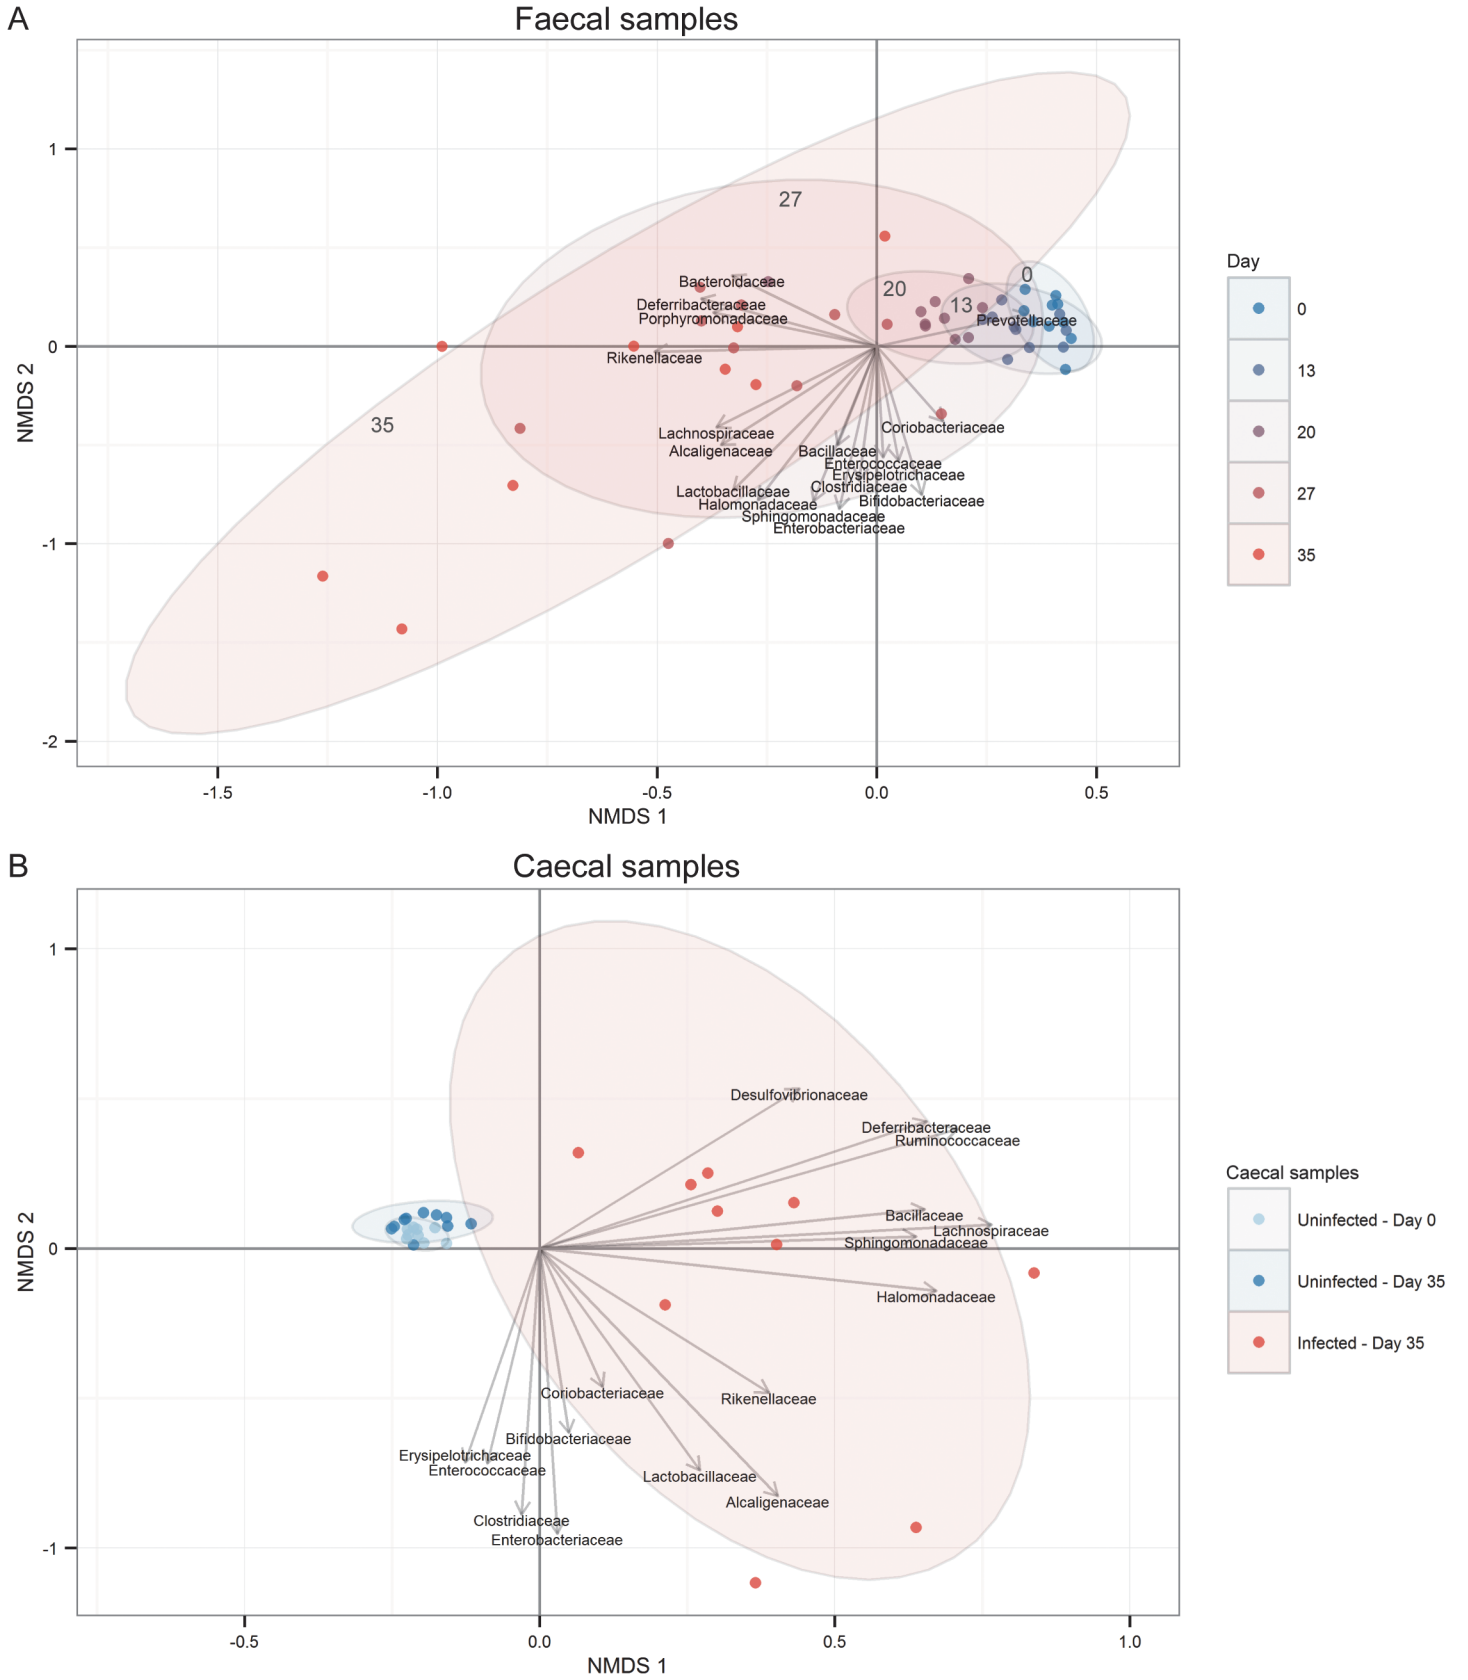 A
Faecal samples
27
Bacteroidaceae
0
20
Deferribacteraceae
13
Porphyromonadaceae
Prevotellaceae
Rikenellaceae
35
Coriobacteriaceae
Lachnospiraceae
Alcaligenaceae
Bacillaceae
Enterococcaceae
Erysipelotrichaceae
Clostridiaceae
Lactobacillaceae
Bifidobacteriaceae
Halomonadaceae
Sphingomonadaceae
Enterobacteriaceae
1
0
-1
-2
NMDS 2
-1.5
-1.0
-0.5
0.0
0.5
NMDS 1
Day
0
13
20
27
35
B
Caecal samples
Desulfovibrionaceae
Deferribacteraceae
Ruminococcaceae
Bacillaceae
Lachnospiraceae
Sphingomonadaceae
Halomonadaceae
Coriobacteriaceae
Rikenellaceae
Bifidobacteriaceae
Erysipelotrichaceae
Enterococcaceae
Lactobacillaceae
Alcaligenaceae
Clostridiaceae
Enterobacteriaceae
1
0
-1
NMDS 2
-0.5
0.0
0.5
1.0
NMDS 1
Caecal samples
Uninfected - Day 0
Uninfected - Day 35
Infected - Day 35